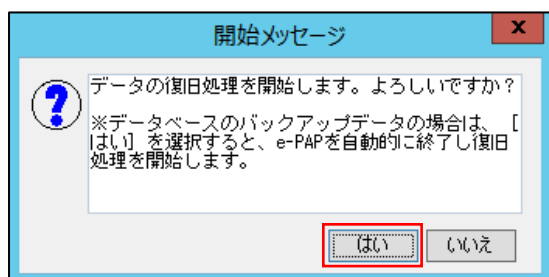 開始メッセージ
x
データの復旧処理を開始します。よろしいですか？
※データベースのバックアップデータの場合は、［
はい］を選択すると、e-PAPを自動的に終了し復旧
処理を開始します。
はい
いいえ